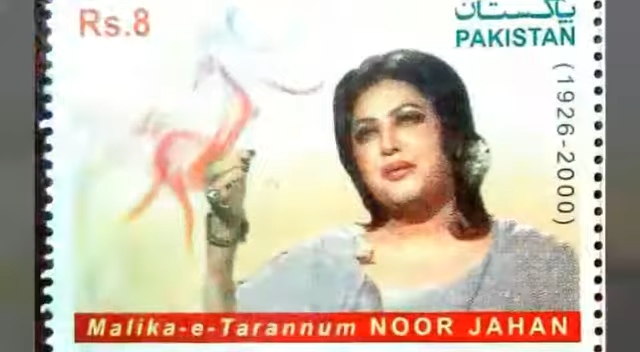 Rs.8
پاکستان
PAKISTAN
(1926-2000)
Malika-e-Tarannum NOOR JAHAN